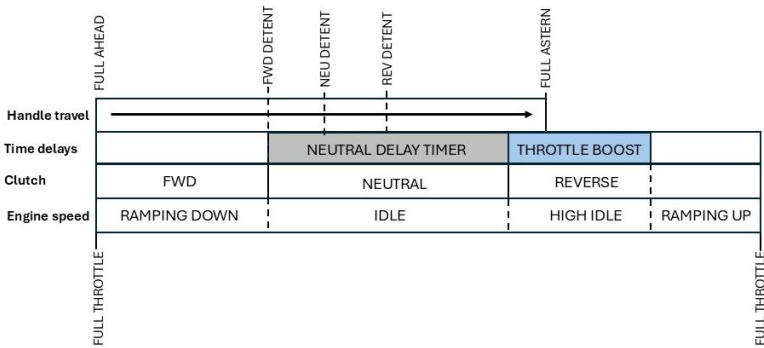 FULL AHEAD
FWD DETENT
NEU DETENT
REV DETENT
FULL ASTERN
Handle travel
Time delays NEUTRAL DELAY TIMER THROTTLE BOOST
Clutch FWD NEUTRAL REVERSE
Engine speed RAMPING DOWN IDLE HIGH IDLE RAMPING UP
FULL THROTTLE
FULL THROTTLE